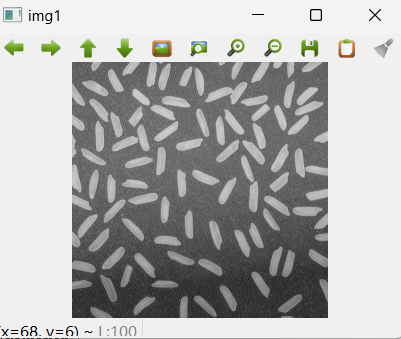 img1
(x=68, y=6) ~ L:100